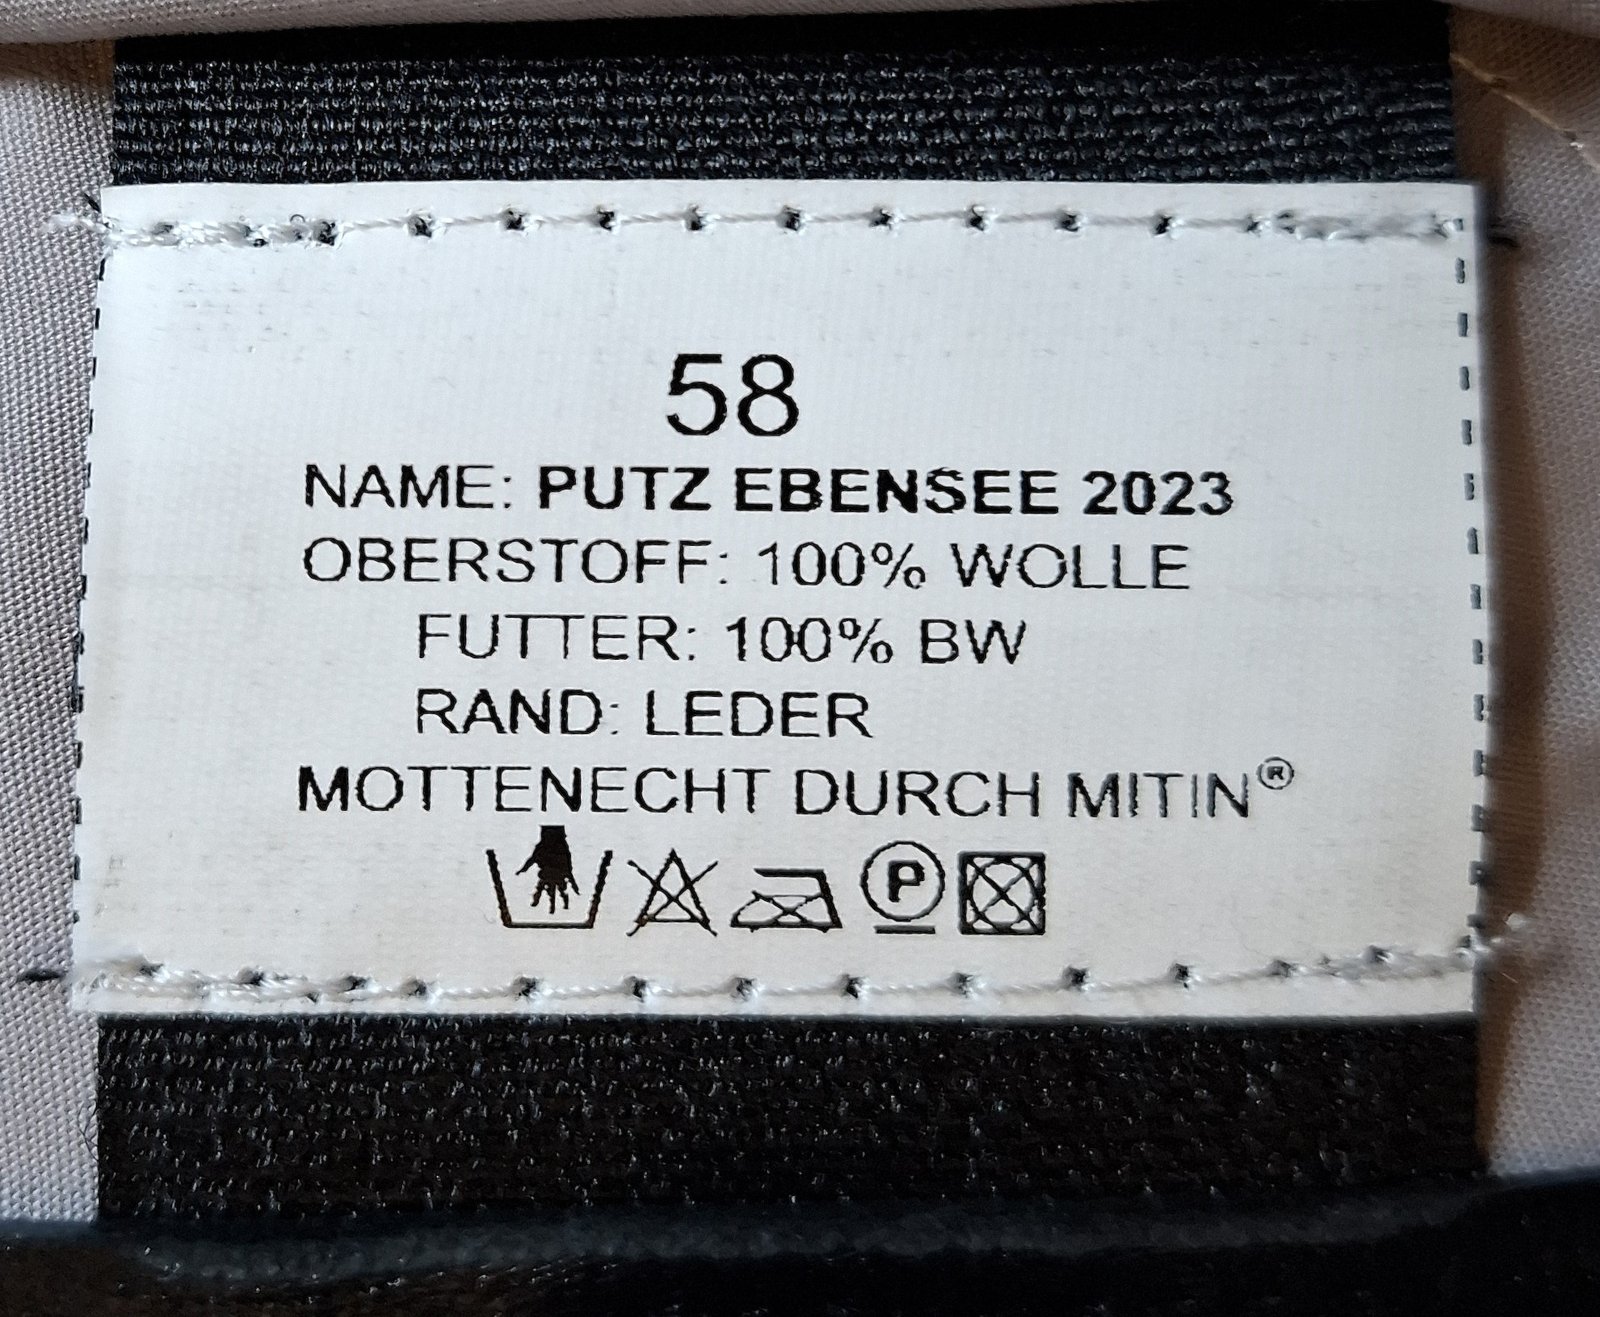 58
NAME: PUTZ EBENSEE 2023
OBERSTOFF: 100% WOLLE
FUTTER: 100% BW
RAND: LEDER
MOTTENECHT DURCH MITIN®
P